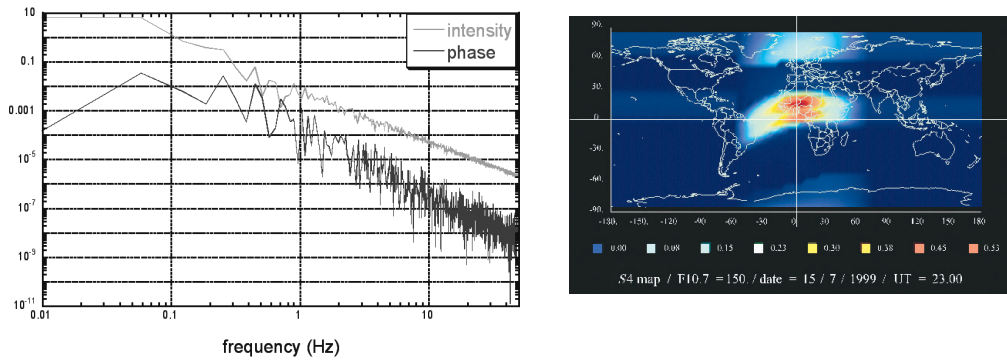 10
0.1
0.001
10-5
10-7
10-9
10-11
0.01 0.1 1 10
frequency (Hz)
intensity
phase
90.
60.
30.
0.
-30.
-60.
-90.
-150. -120. -90. -60. -30. 0 30 60 90 120 150 180
0.00 0.08 0.15 0.23 0.30 0.38 0.45 0.53
S4 map / F10.7 =150. / date = 15 / 7 / 1999 / UT = 23.00